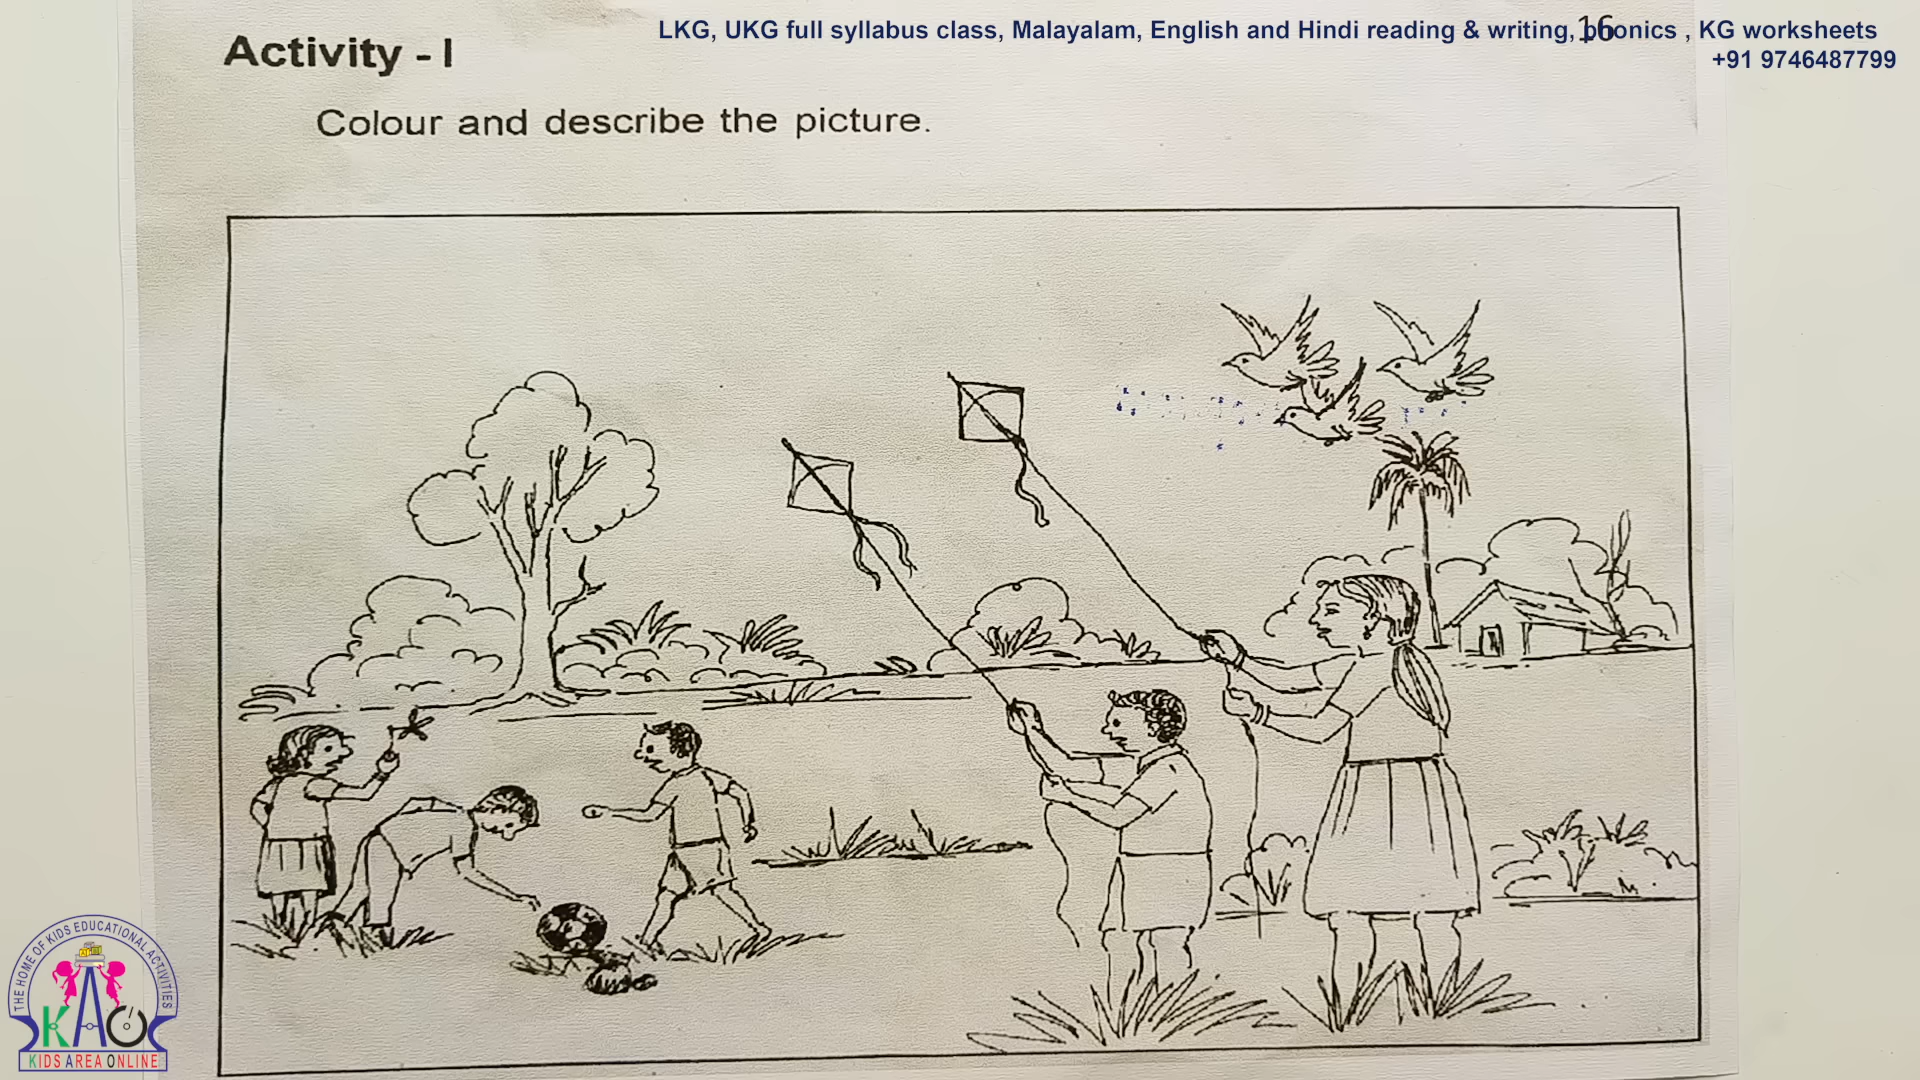 LKG, UKG full syllabus class, Malayalam, English and Hindi reading & writing, phonics , KG worksheets
+91 9746487799
16
Activity - I
Colour and describe the picture.
THE HOME OF KIDS EDUCATIONAL ACTIVITIES
KAO
KIDS AREA ONLINE